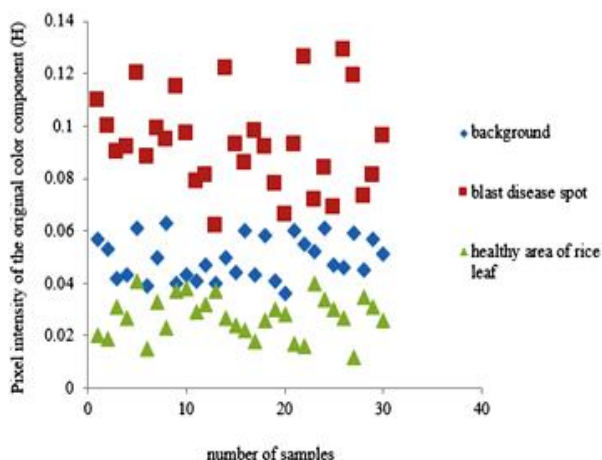 Pixel intensity of the original color component (H)
0.14
0.12
0.1
0.08
0.06
0.04
0.02
0
0 10 20 30 40
number of samples
background
blast disease spot
healthy area of rice
leaf